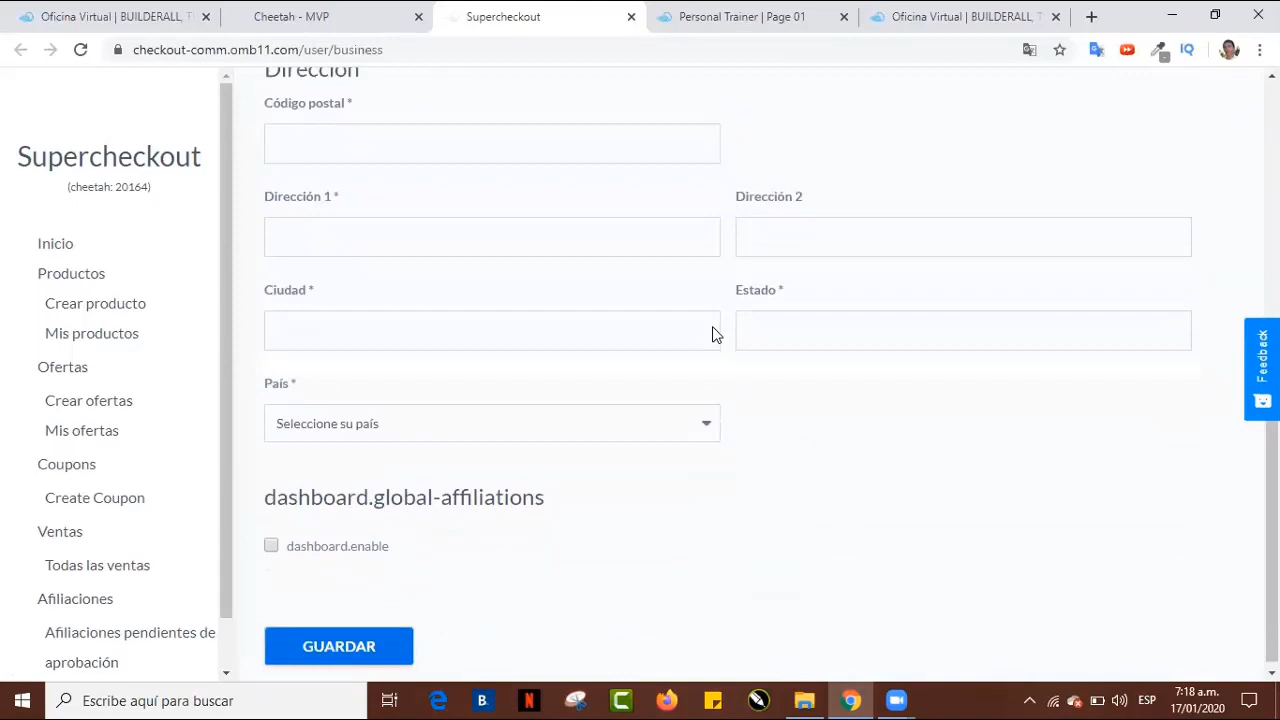 Oficina Virtual | BUILDERALL, T
Cheetah - MVP
Supercheckout
Personal Trainer | Page 01
Oficina Virtual | BUILDERALL, T
checkout-comm.omb11.com/user/business
Supercheckout
(cheetah: 20164)
Inicio
Productos
Crear producto
Mis productos
Ofertas
Crear ofertas
Mis ofertas
Coupons
Create Coupon
Ventas
Todas las ventas
Afiliaciones
Afiliaciones pendientes de
aprobación
Dirección
Código postal *
Dirección 1 *
Dirección 2
Ciudad *
Estado *
País *
Seleccione su país
dashboard.global-affiliations
dashboard.enable
GUARDAR
Feedback
Escribe aquí para buscar
ESP
7:18 a.m.
17/01/2020